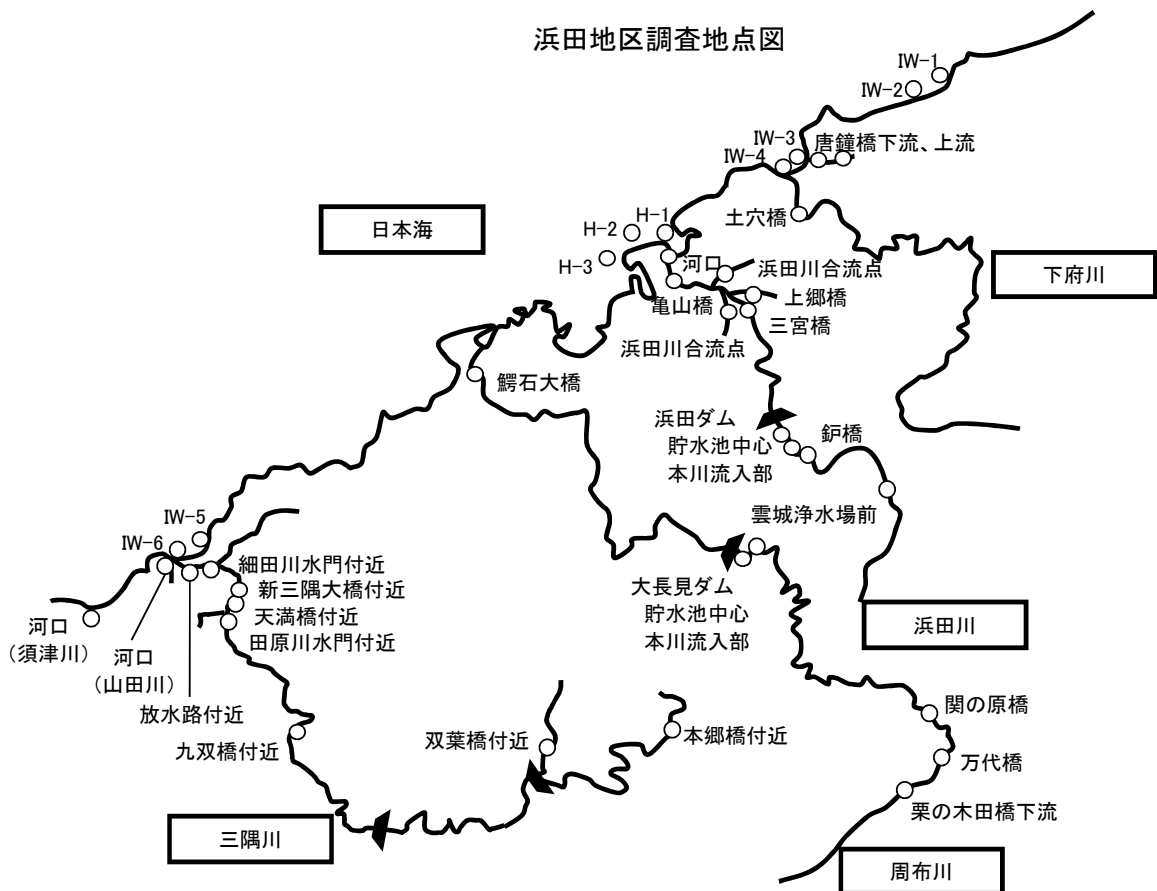 浜田地区調査地点図
IW-1
IW-2
IW-3
唐鐘橋下流、上流
IW-4
土穴橋
H-1
H-2
日本海
H-3
河口
浜田川合流点
下府川
上郷橋
亀山橋
三宮橋
浜田川合流点
鰐石大橋
浜田ダム
貯水池中心
本川流入部
鈩橋
雲城浄水場前
IW-5
IW-6
細田川水門付近
新三隅大橋付近
天満橋付近
田原川水門付近
大長見ダム
貯水池中心
本川流入部
浜田川
河口
（須津川）
河口
（山田川）
放水路付近
関の原橋
九双橋付近
双葉橋付近
本郷橋付近
万代橋
栗の木田橋下流
三隅川
周布川